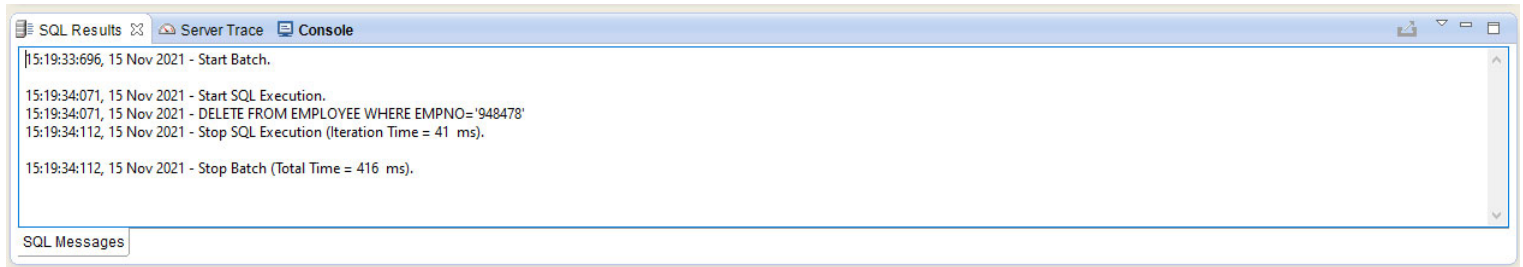 SQL Results Server Trace Console
15:19:33:696, 15 Nov 2021 - Start Batch.
15:19:34:071, 15 Nov 2021 - Start SQL Execution.
15:19:34:071, 15 Nov 2021 - DELETE FROM EMPLOYEE WHERE EMPNO='948478'
15:19:34:112, 15 Nov 2021 - Stop SQL Execution (Iteration Time = 41  ms).
15:19:34:112, 15 Nov 2021 - Stop Batch (Total Time = 416  ms).
SQL Messages